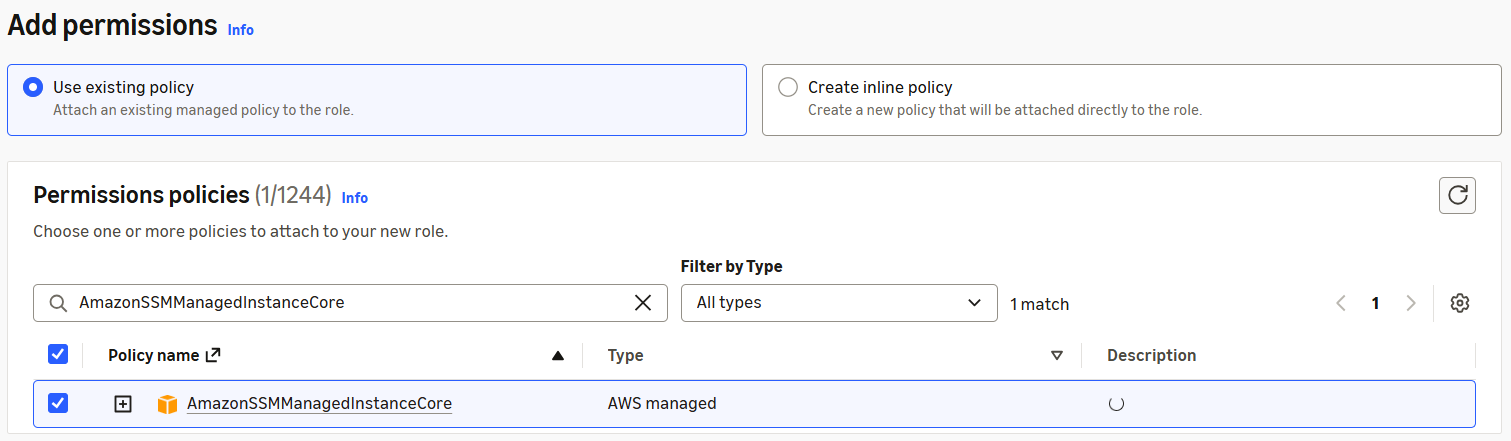 Add permissions Info
Use existing policy
Attach an existing managed policy to the role.
Create inline policy
Create a new policy that will be attached directly to the role.
Permissions policies (1/1244) Info
Choose one or more policies to attach to your new role.
Filter by Type
AmazonSSMManagedInstanceCore
All types
1 match
1
Policy name
Type
Description
AmazonSSMManagedInstanceCore
AWS managed